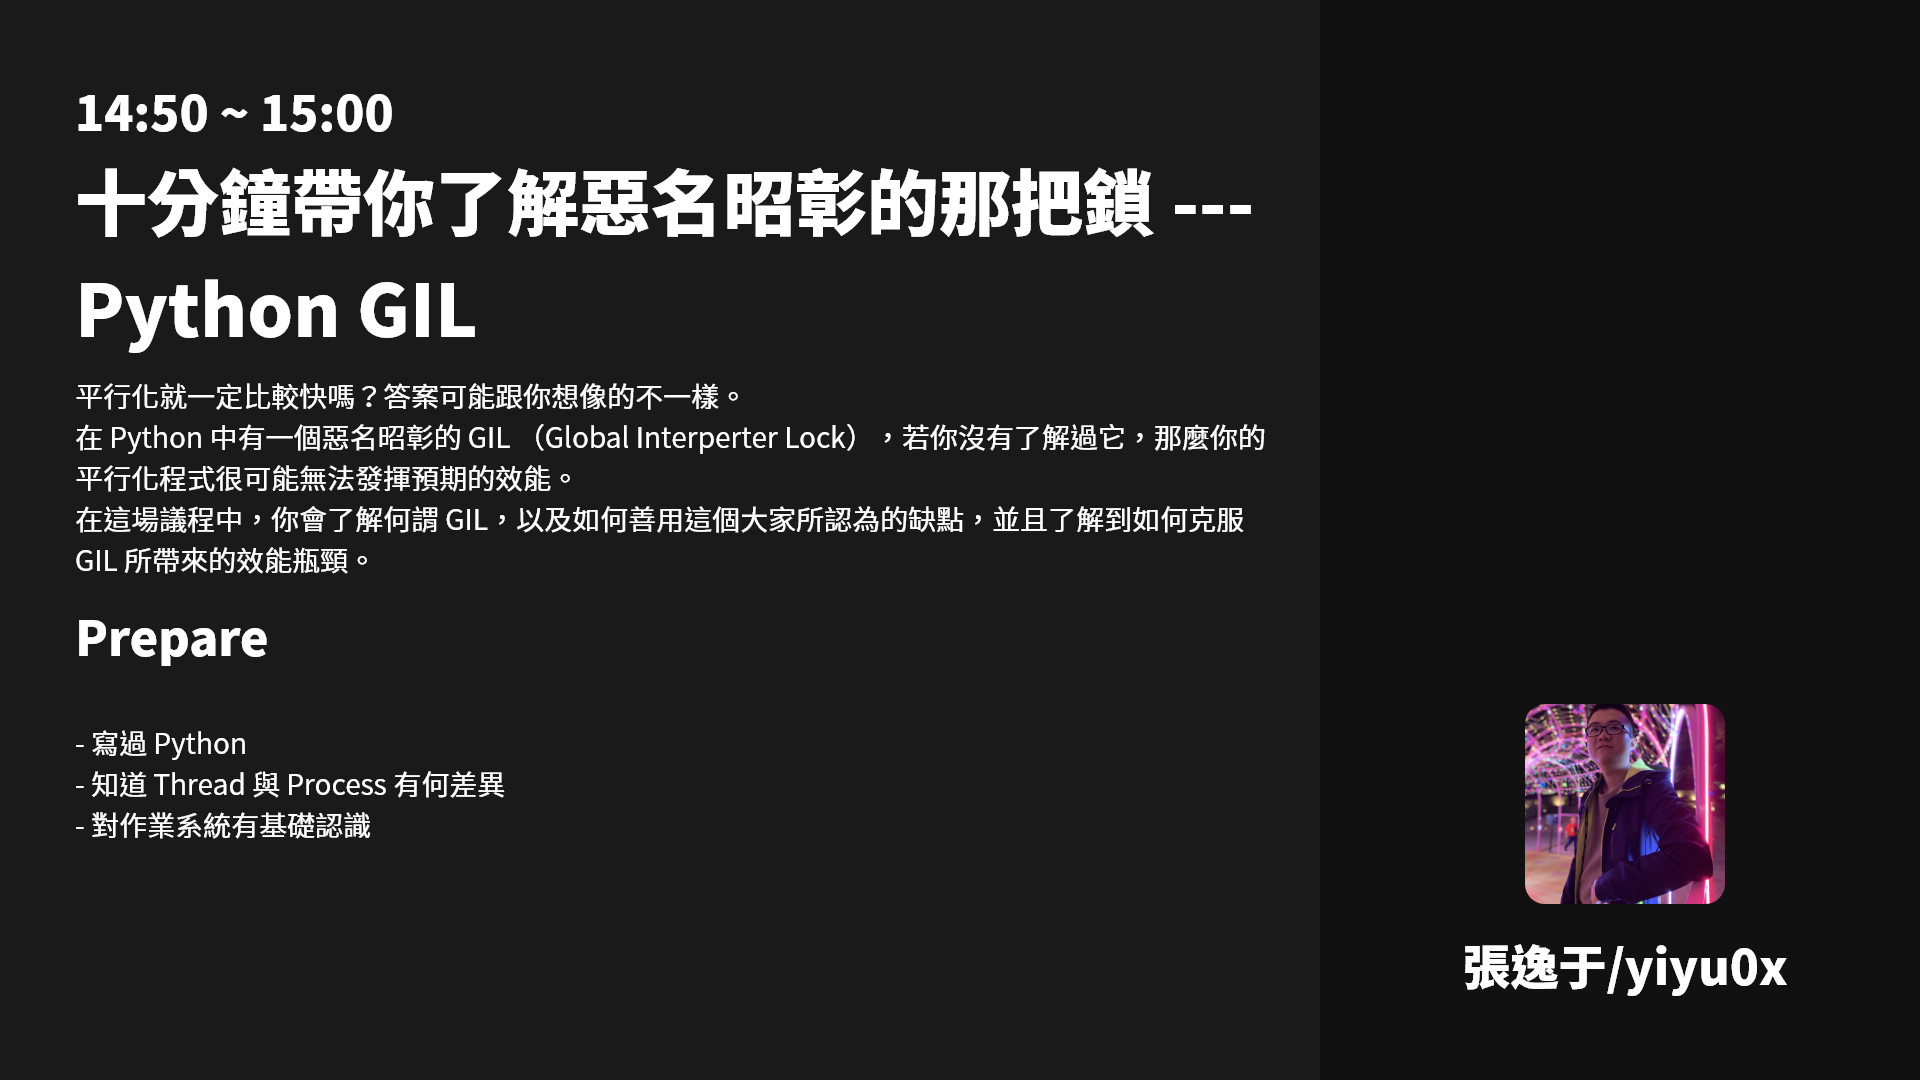 14:50 ~ 15:00
十分鐘帶你了解惡名昭彰的那把鎖 ---
Python GIL
平行化就一定比較快嗎？答案可能跟你想像的不一樣。
在 Python 中有一個惡名昭彰的 GIL （Global Interperter Lock），若你沒有了解過它，那麼你的
平行化程式很可能無法發揮預期的效能。
在這場議程中，你會了解何謂 GIL，以及如何善用這個大家所認為的缺點，並且了解到如何克服
GIL 所帶來的效能瓶頸。
Prepare
- 寫過 Python
- 知道 Thread 與 Process 有何差異
- 對作業系統有基礎認識
張逸于/yiyu0x